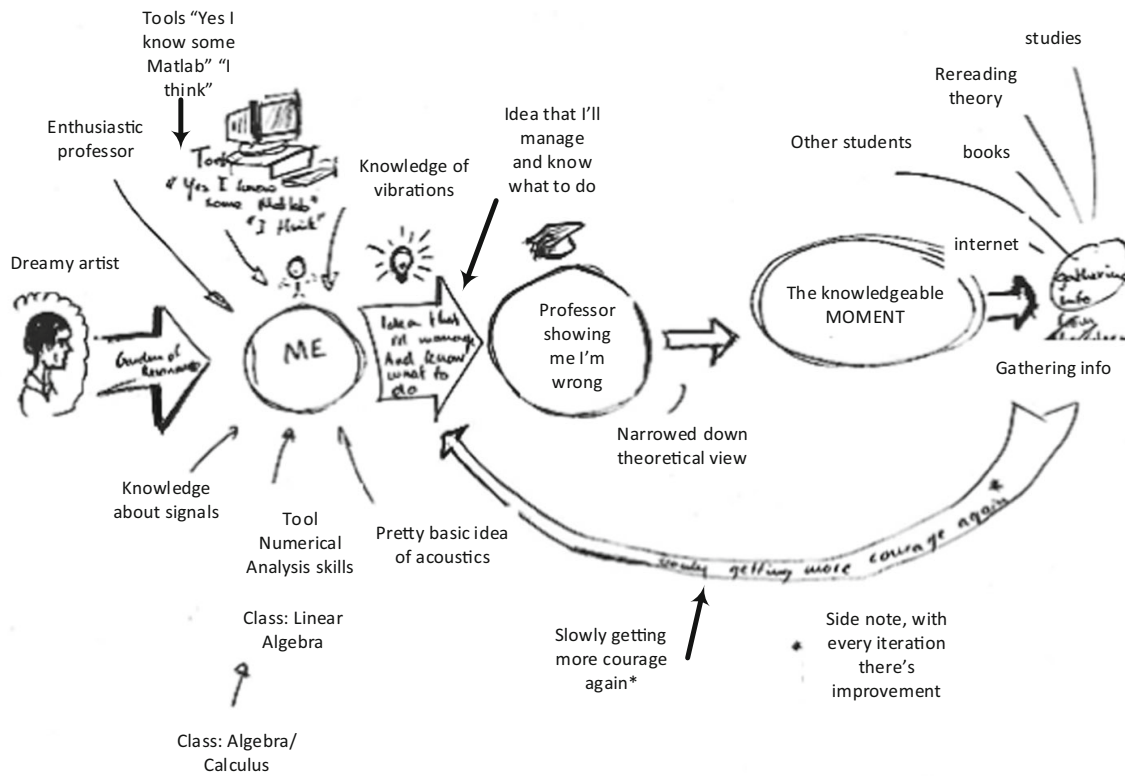 Tools “Yes I
know some
Matlab” “I
think”
Enthusiastic
professor
"Yes I know
some Matlab"
"I think"
Knowledge of
vibrations
Idea that I’ll
manage
and know
what to do
studies
Rereading
theory
Other students
books
internet
Dreamy artist
Garden of
ME
Idea that
I'll manage
And know
what to
do
Professor
showing
me I’m
wrong
The knowledgeable
MOMENT
gathering
info
Gathering info
Narrowed down
theoretical view
Knowledge
about signals
Tool
Numerical
Analysis skills
Pretty basic idea
of acoustics
slowly getting more courage again *
Class: Linear
Algebra
Slowly getting
more courage
again*
* Side note, with
every iteration
there’s
improvement
Class: Algebra/
Calculus